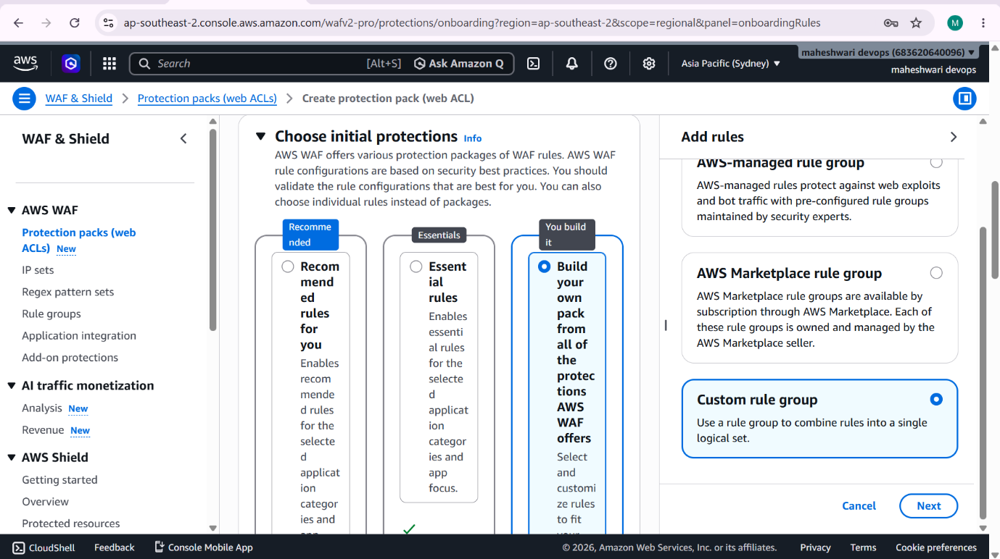 ap-southeast-2.console.aws.amazon.com/wafv2-pro/protections/onboarding?region=ap-southeast-2&scope=regional&panel=onboardingRules
M
aws
Search
[Alt+S]
Ask Amazon Q
Asia Pacific (Sydney) ▼
maheshwari devops (683620640096) ▼
maheshwari devops
WAF & Shield > Protection packs (web ACLs) > Create protection pack (web ACL)
WAF & Shield
AWS WAF
Protection packs (web
ACLs) New
IP sets
Regex pattern sets
Rule groups
Application integration
Add-on protections
AI traffic monetization
Analysis New
Revenue New
AWS Shield
Getting started
Overview
Protected resources
Choose initial protections Info
AWS WAF offers various protection packages of WAF rules. AWS WAF
rule configurations are based on security best practices. You should
validate the rule configurations that are best for you. You can also
choose individual rules instead of packages.
Recomme
nded
Recom
mend
ed
rules
for
you
Enables
recom
mende
d rules
for the
selecte
d
applicat
ion
categor
ies and
app
Essentials
Essent
ial
rules
Enables
essenti
al rules
for the
selecte
d
applicat
ion
categor
ies and
app
focus.
You build
it
Build
your
own
pack
from
all of
the
protec
tions
AWS
WAF
offers
Select
and
customi
ze rules
to fit
your
Add rules
AWS-managed rule group
AWS-managed rules protect against web exploits
and bot traffic with pre-configured rule groups
maintained by security experts.
AWS Marketplace rule group
AWS Marketplace rule groups are available by
subscription through AWS Marketplace. Each of
these rule groups is owned and managed by the
AWS Marketplace seller.
Custom rule group
Use a rule group to combine rules into a single
logical set.
Cancel
Next
CloudShell
Feedback
Console Mobile App
© 2026, Amazon Web Services, Inc. or its affiliates.
Privacy
Terms
Cookie preferences